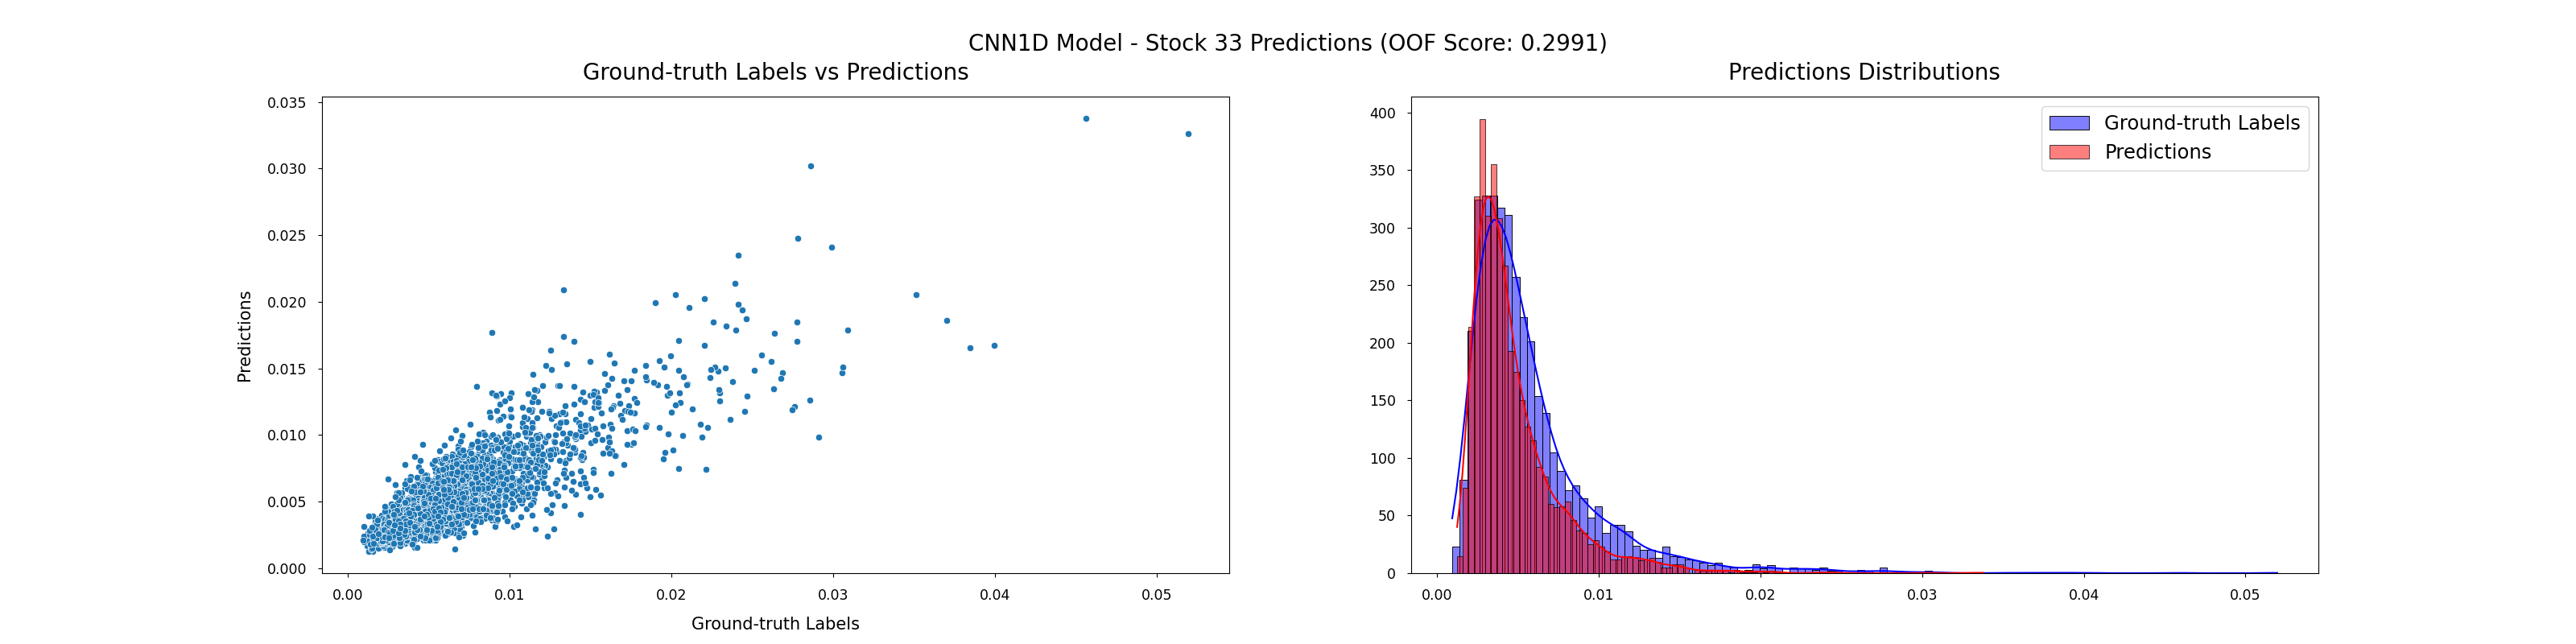 CNN1D Model - Stock 33 Predictions (OOF Score: 0.2991)
Ground-truth Labels vs Predictions
0.035
0.030
0.025
0.020
0.015
0.010
0.005
0.000
Predictions
0.00 0.01 0.02 0.03 0.04 0.05
Ground-truth Labels
Predictions Distributions
400
350
300
250
200
150
100
50
0
Ground-truth Labels
Predictions
0.00 0.01 0.02 0.03 0.04 0.05